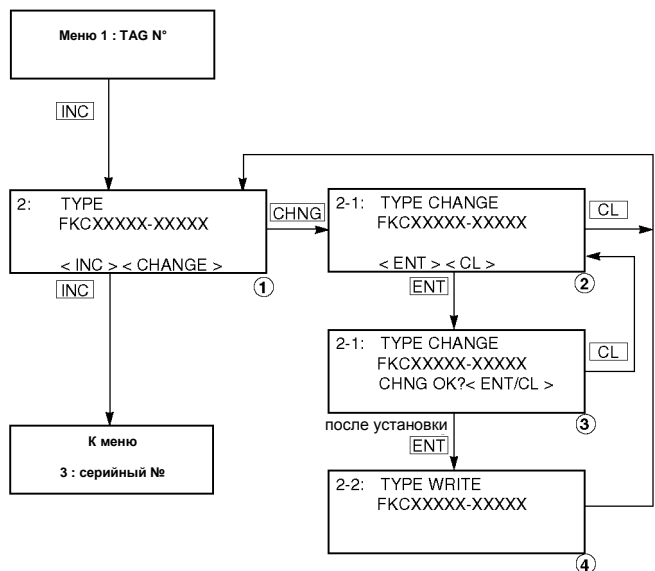 Меню 1 : TAG N°
INC
2: TYPE
FKCXXXXX-XXXXX
< INC > < CHANGE >
1
CHNG
2-1: TYPE CHANGE
FKCXXXXX-XXXXX
< ENT > < CL >
2
CL
INC
ENT
2-1: TYPE CHANGE
FKCXXXXX-XXXXX
CHNG OK?< ENT/CL >
3
CL
после установки
ENT
К меню
3 : серийный №
2-2: TYPE WRITE
FKCXXXXX-XXXXX
4